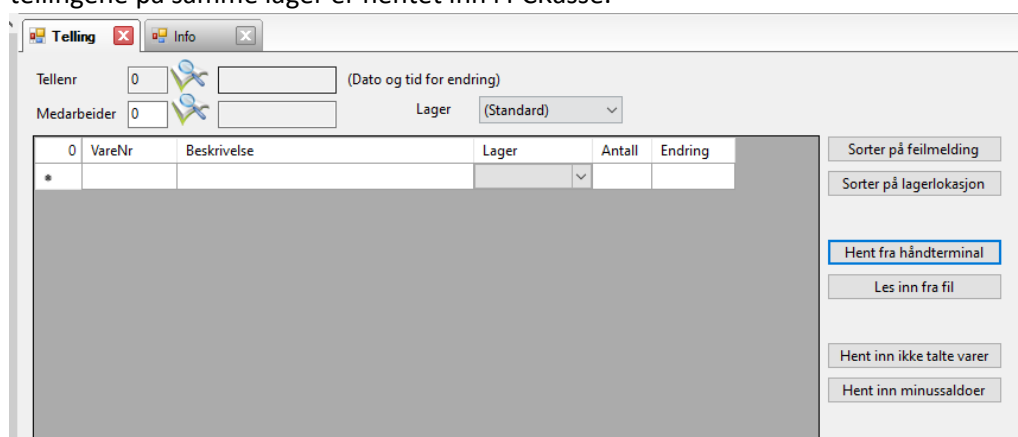 tellingene på samme lager er hentet inn i PCKasse.
Telling Info
Tellenr 0 (Dato og tid for endring)
Medarbeider 0 Lager (Standard)
0 VareNr Beskrivelse Lager Antall Endring
*
Sorter på feilmelding
Sorter på lagerlokasjon
Hent fra håndterminal
Les inn fra fil
Hent inn ikke talte varer
Hent inn minussaldoer